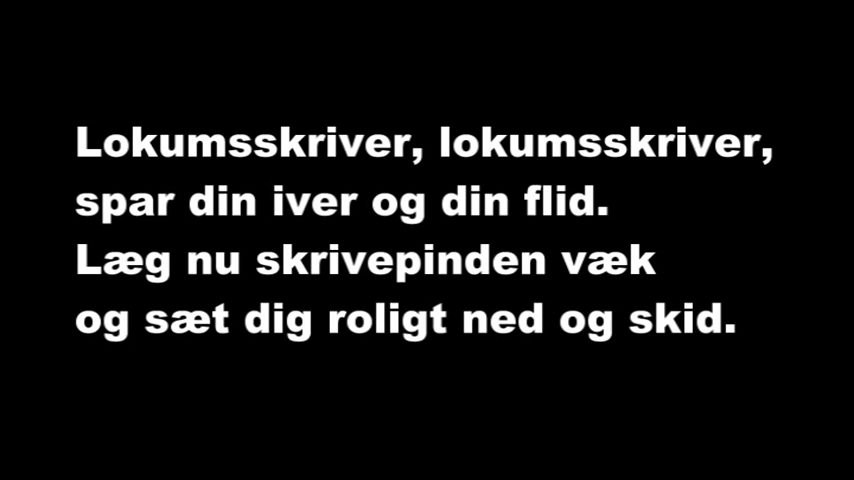 Lokumsskriver, lokumsskriver,
spar din iver og din flid.
Læg nu skrivepinden væk
og sæt dig roligt ned og skid.